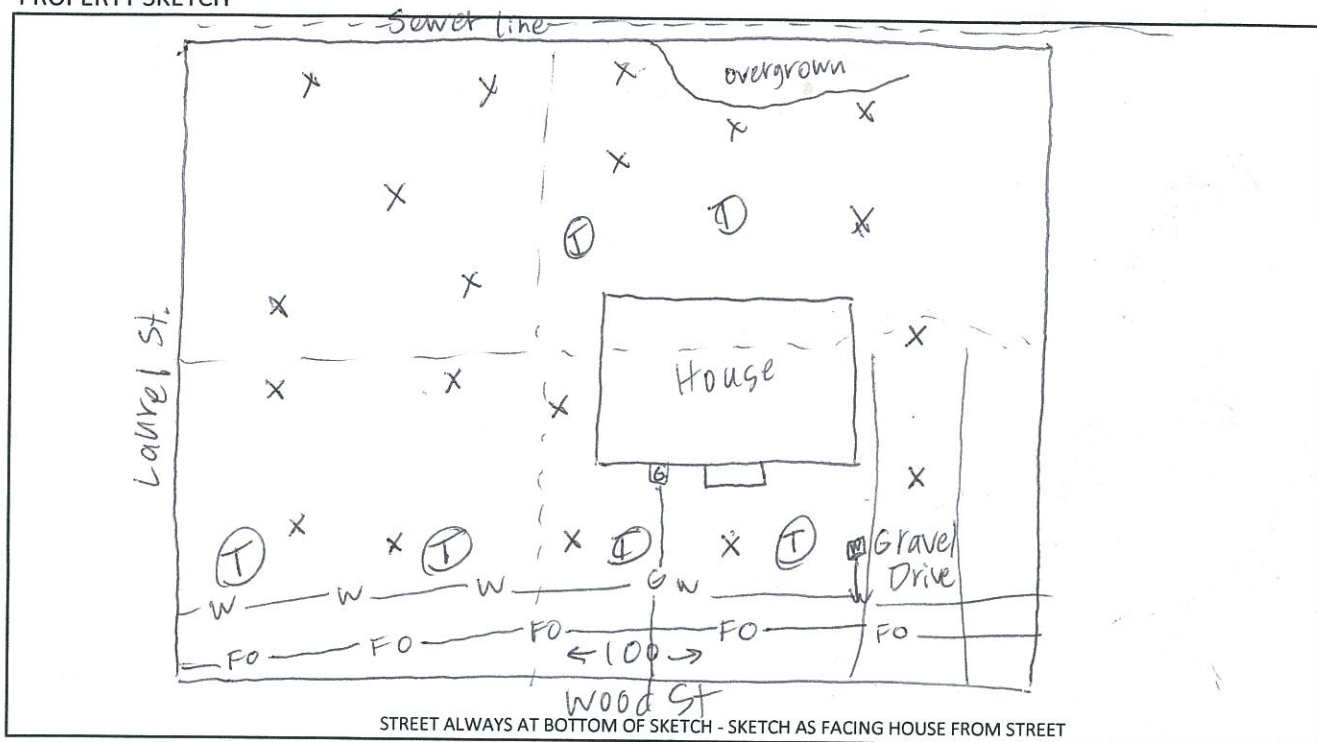 PROPERTY SKETCH
Sewer line
X X X overgrown
X X
X
X
T T X
X
X
X
House
X X
X
Laurel St.
G
X
X
T X T X T X T M Gravel
Drive
W W W G W W
FO FO FO FO FO
←100→
Wood St
STREET ALWAYS AT BOTTOM OF SKETCH - SKETCH AS FACING HOUSE FROM STREET